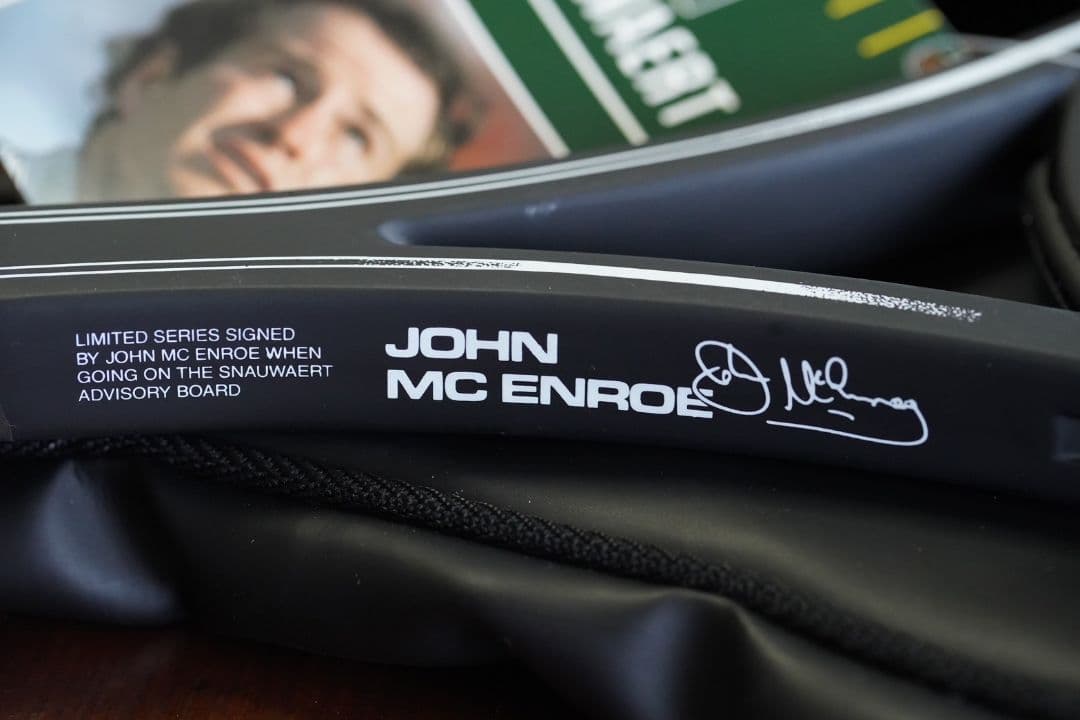 LIMITED SERIES SIGNED
BY JOHN MC ENROE WHEN
GOING ON THE SNAUWAERT
ADVISORY BOARD
JOHN
MC ENROE